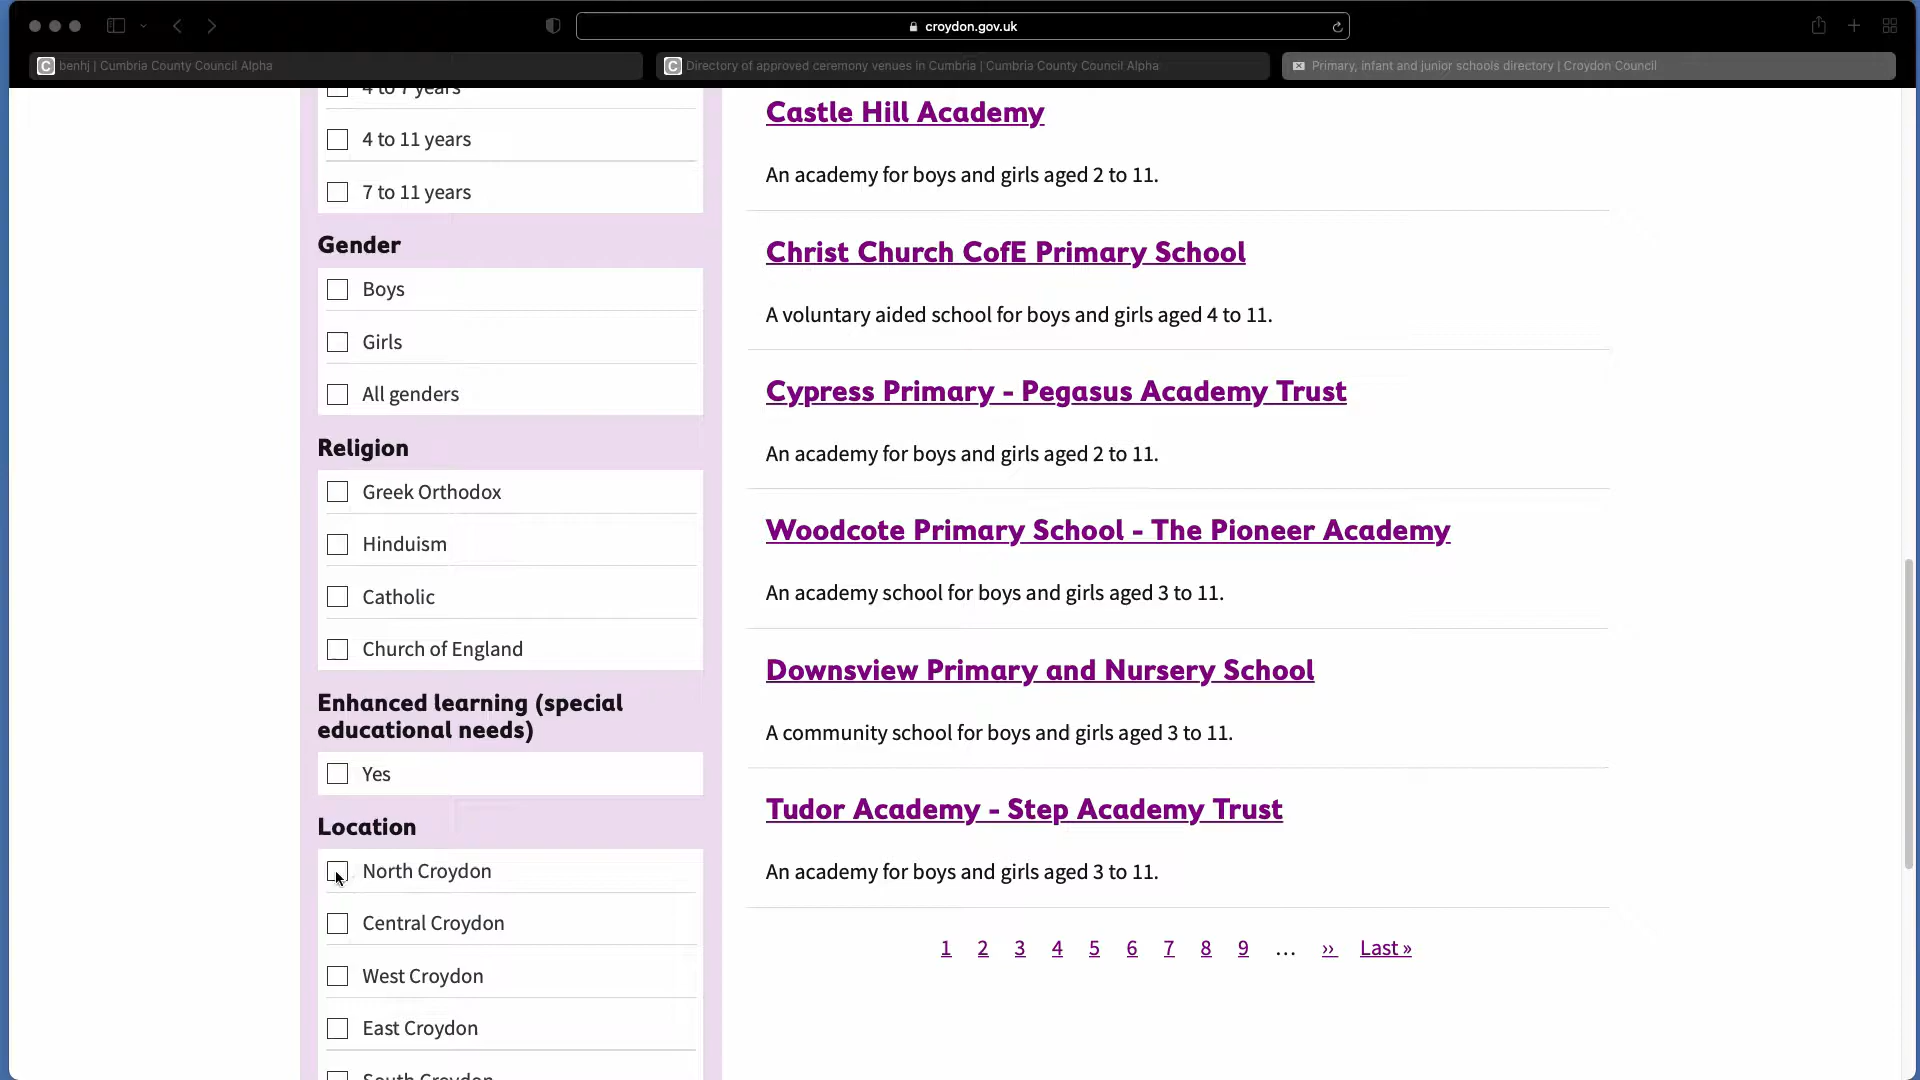 croydon.gov.uk
benhj | Cumbria County Council Alpha
Directory of approved ceremony venues in Cumbria | Cumbria County Council Alpha
Primary, infant and junior schools directory | Croydon Council
4 to 7 years
4 to 11 years
7 to 11 years
Gender
Boys
Girls
All genders
Religion
Greek Orthodox
Hinduism
Catholic
Church of England
Enhanced learning (special
educational needs)
Yes
Location
North Croydon
Central Croydon
West Croydon
East Croydon
South Croydon
Castle Hill Academy
An academy for boys and girls aged 2 to 11.
Christ Church CofE Primary School
A voluntary aided school for boys and girls aged 4 to 11.
Cypress Primary - Pegasus Academy Trust
An academy for boys and girls aged 2 to 11.
Woodcote Primary School - The Pioneer Academy
An academy school for boys and girls aged 3 to 11.
Downsview Primary and Nursery School
A community school for boys and girls aged 3 to 11.
Tudor Academy - Step Academy Trust
An academy for boys and girls aged 3 to 11.
1 2 3 4 5 6 7 8 9 … ›› Last »